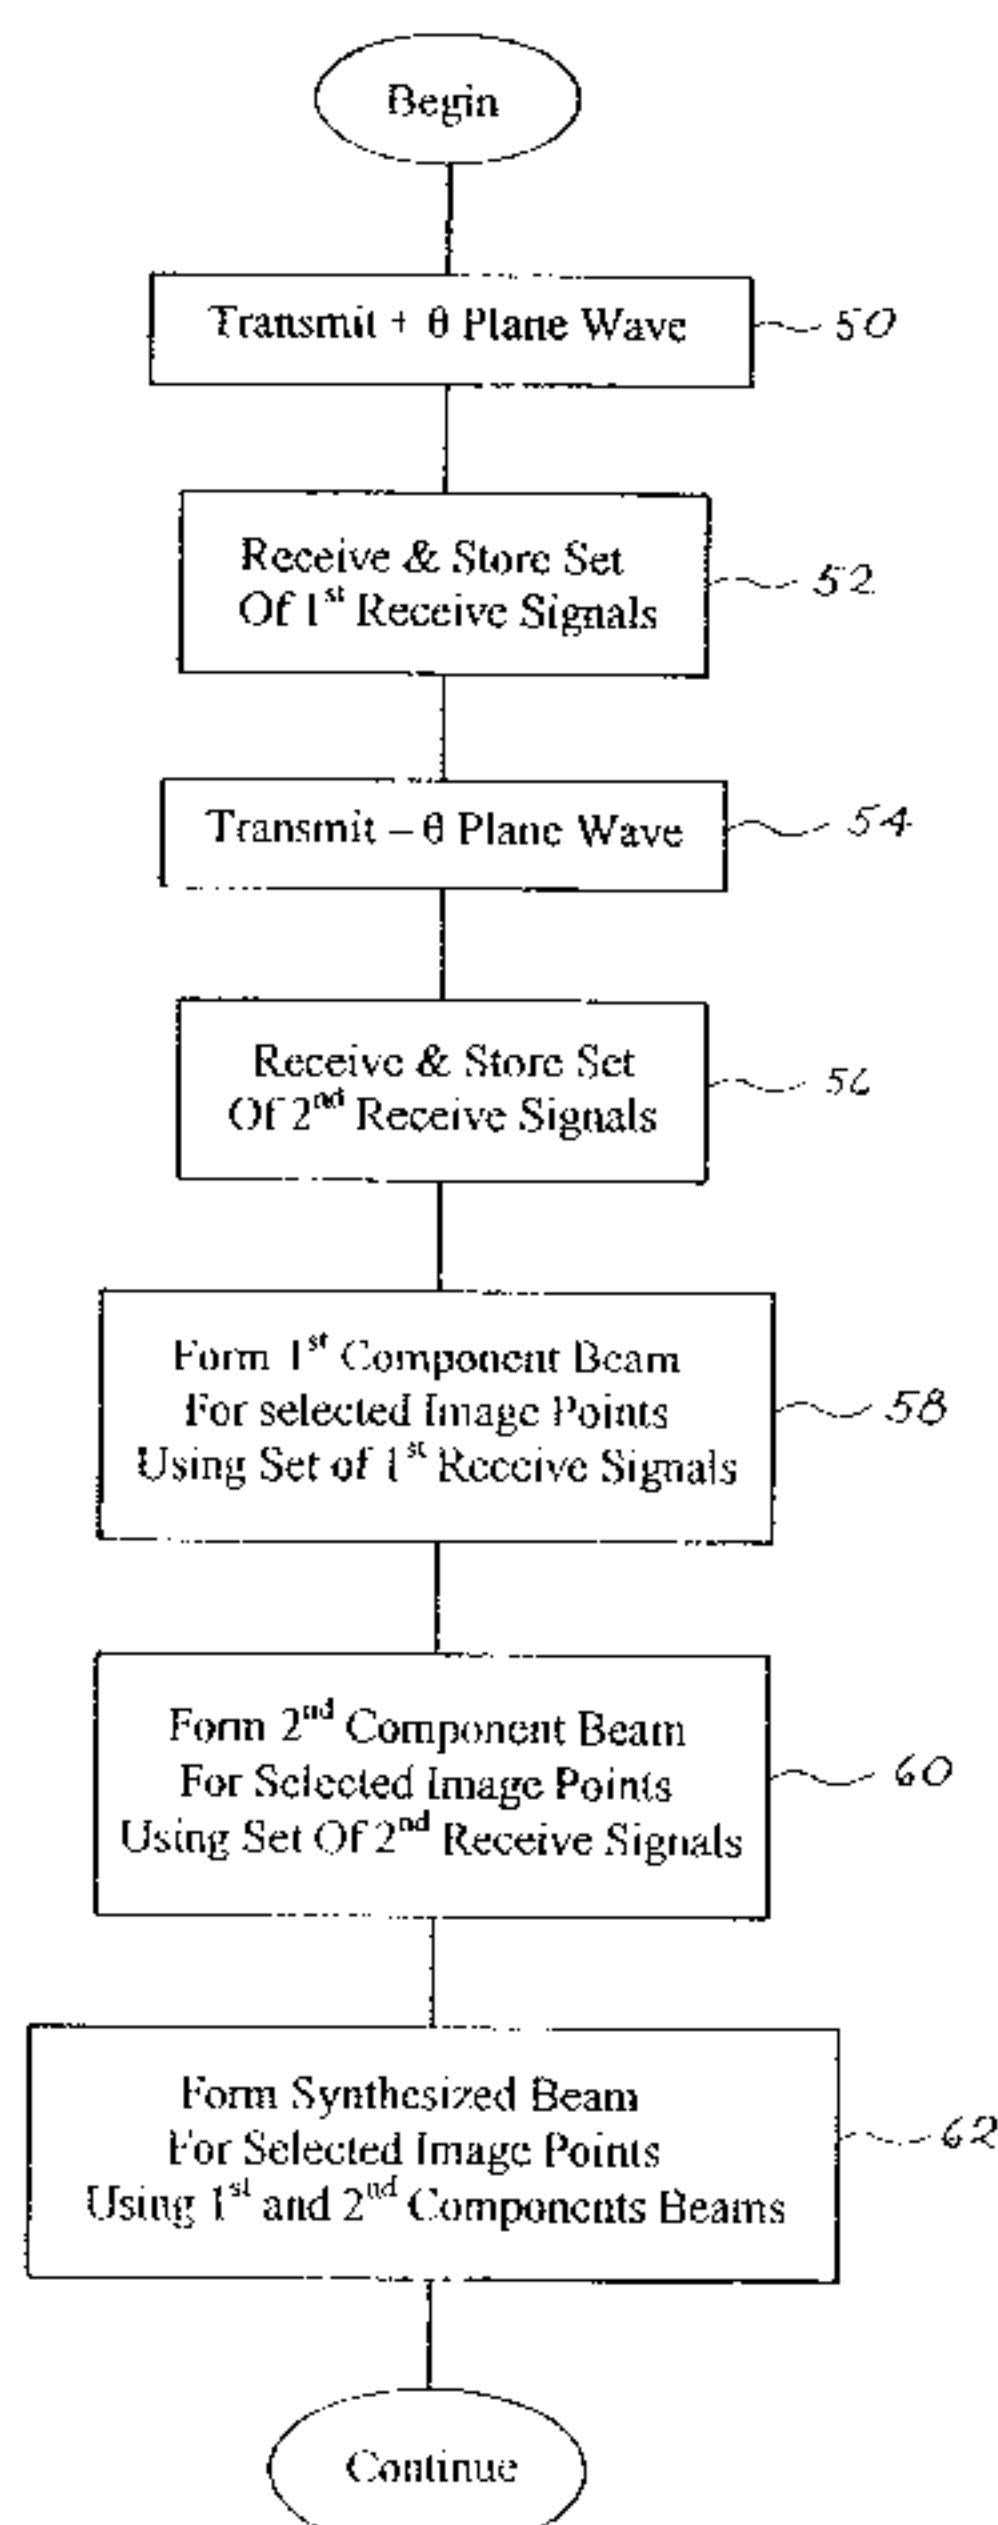 Begin
Transmit + θ Plane Wave
50
Receive & Store Set
Of 1st Receive Signals
52
Transmit – θ Plane Wave
54
Receive & Store Set
Of 2nd Receive Signals
56
Form 1st Component Beam
For selected Image Points
Using Set of 1st Receive Signals
58
Form 2nd Component Beam
For Selected Image Points
Using Set Of 2nd Receive Signals
60
Form Synthesized Beam
For Selected Image Points
Using 1st and 2nd Components Beams
62
Continue